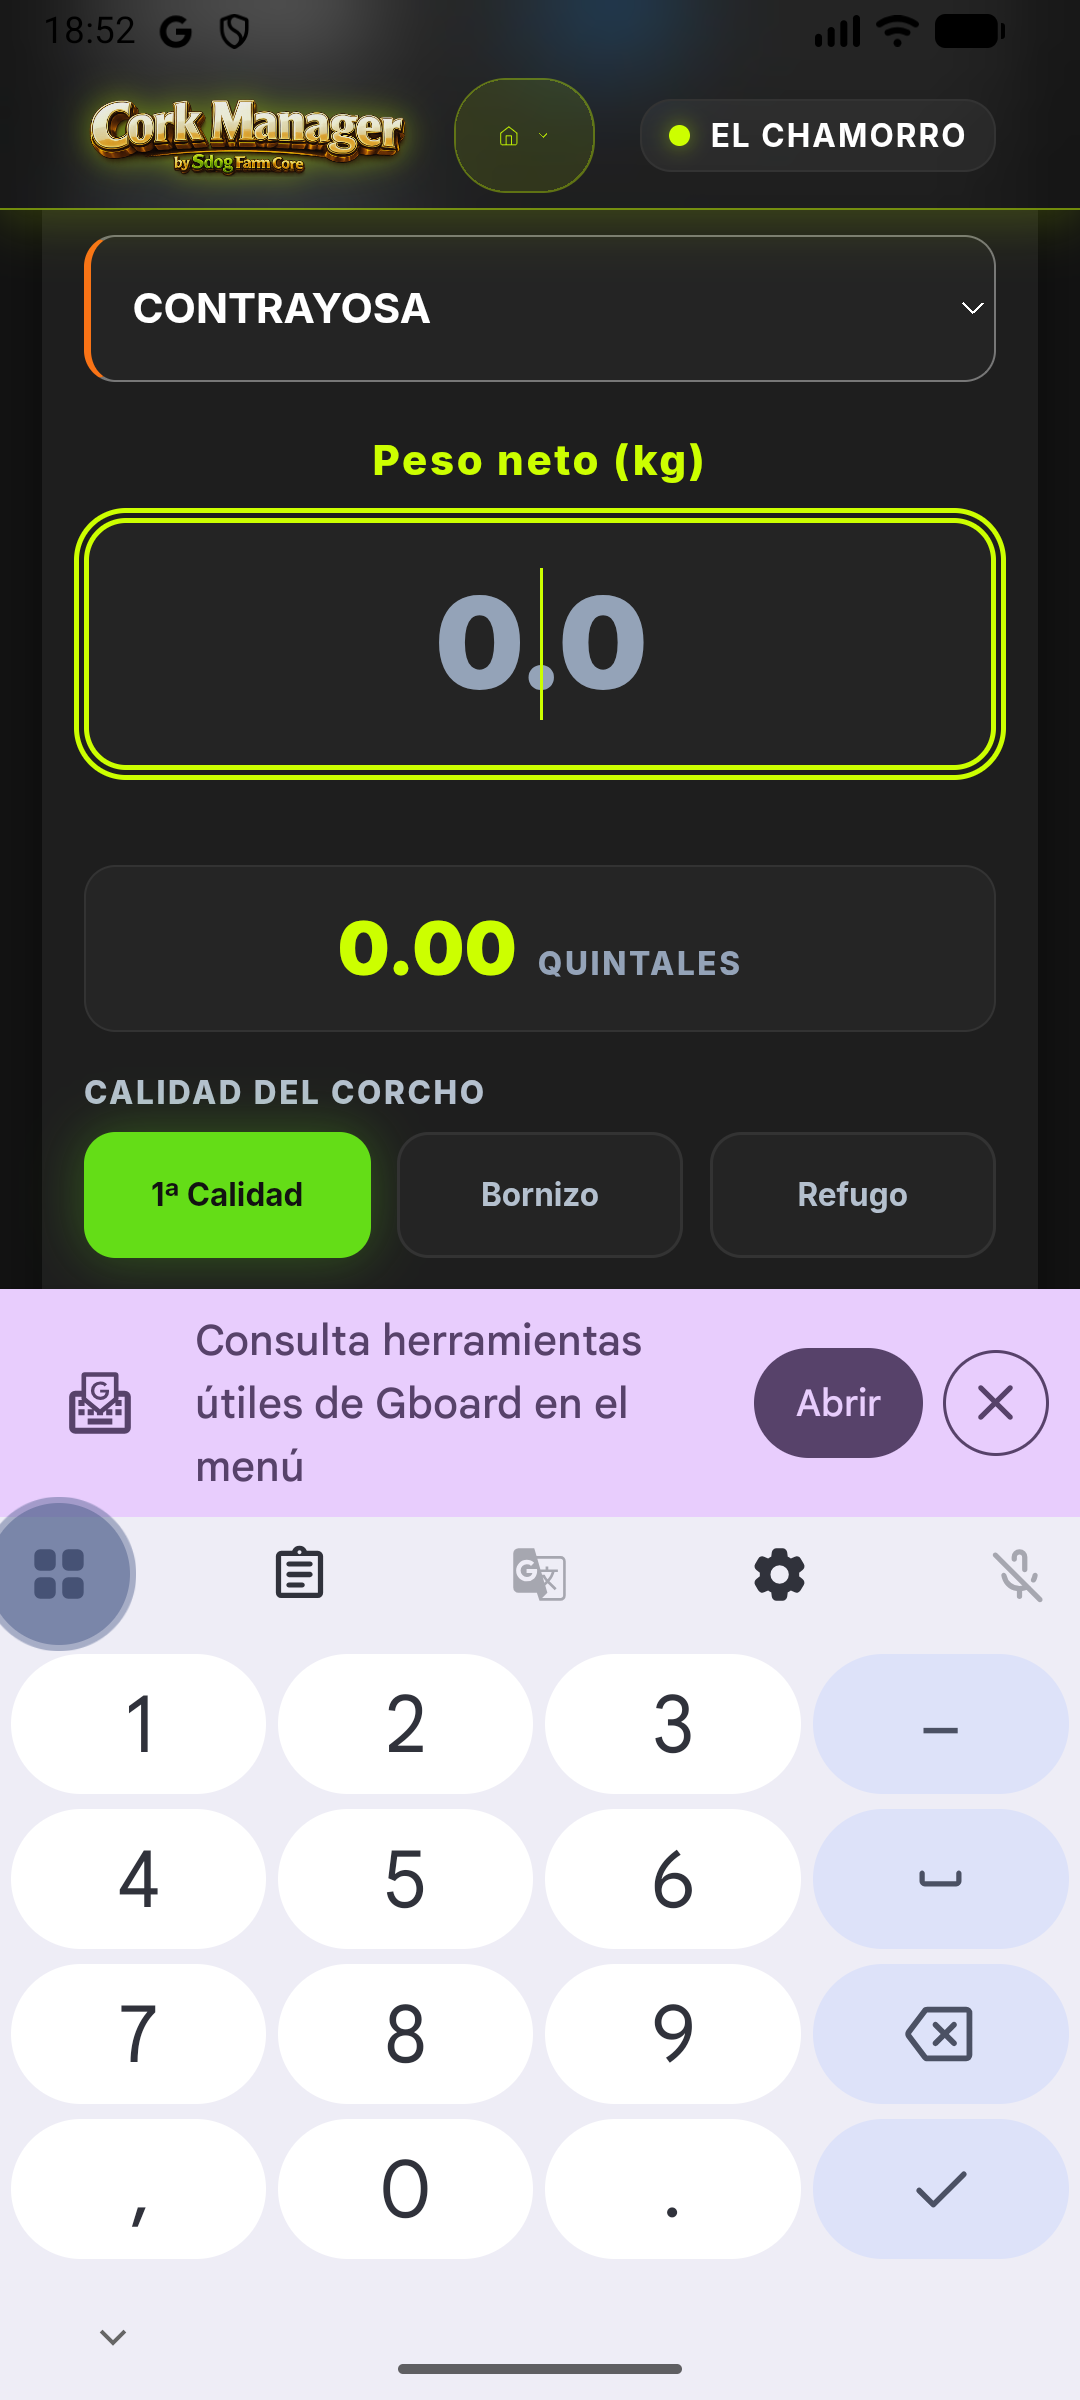 18:52
Cork Manager
by Sdog Farm Core
EL CHAMORRO
CONTRAYOSA
Peso neto (kg)
0.0
0.00 QUINTALES
CALIDAD DEL CORCHO
1ª Calidad
Bornizo
Refugo
Consulta herramientas
útiles de Gboard en el
menú
Abrir
1 2 3 –
4 5 6
7 8 9
, 0 .